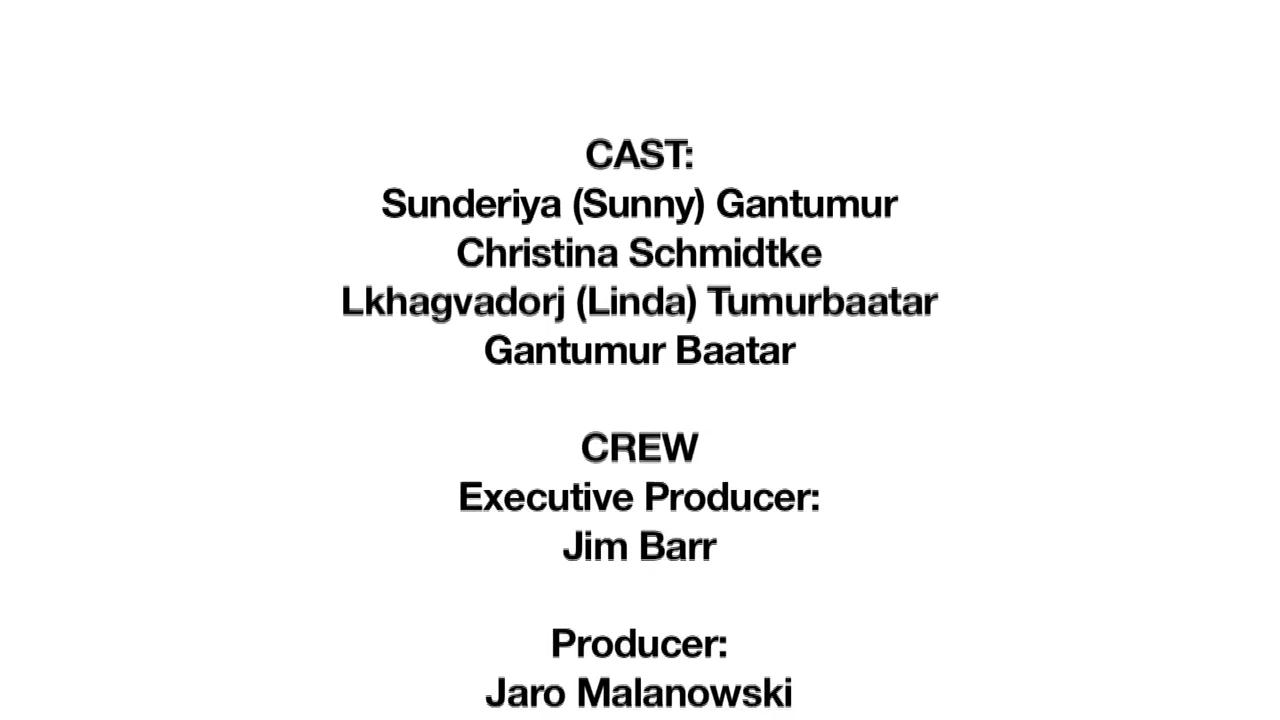 CAST:
Sunderiya (Sunny) Gantumur
Christina Schmidtke
Lkhagvadorj (Linda) Tumurbaatar
Gantumur Baatar
CREW
Executive Producer:
Jim Barr
Producer:
Jaro Malanowski